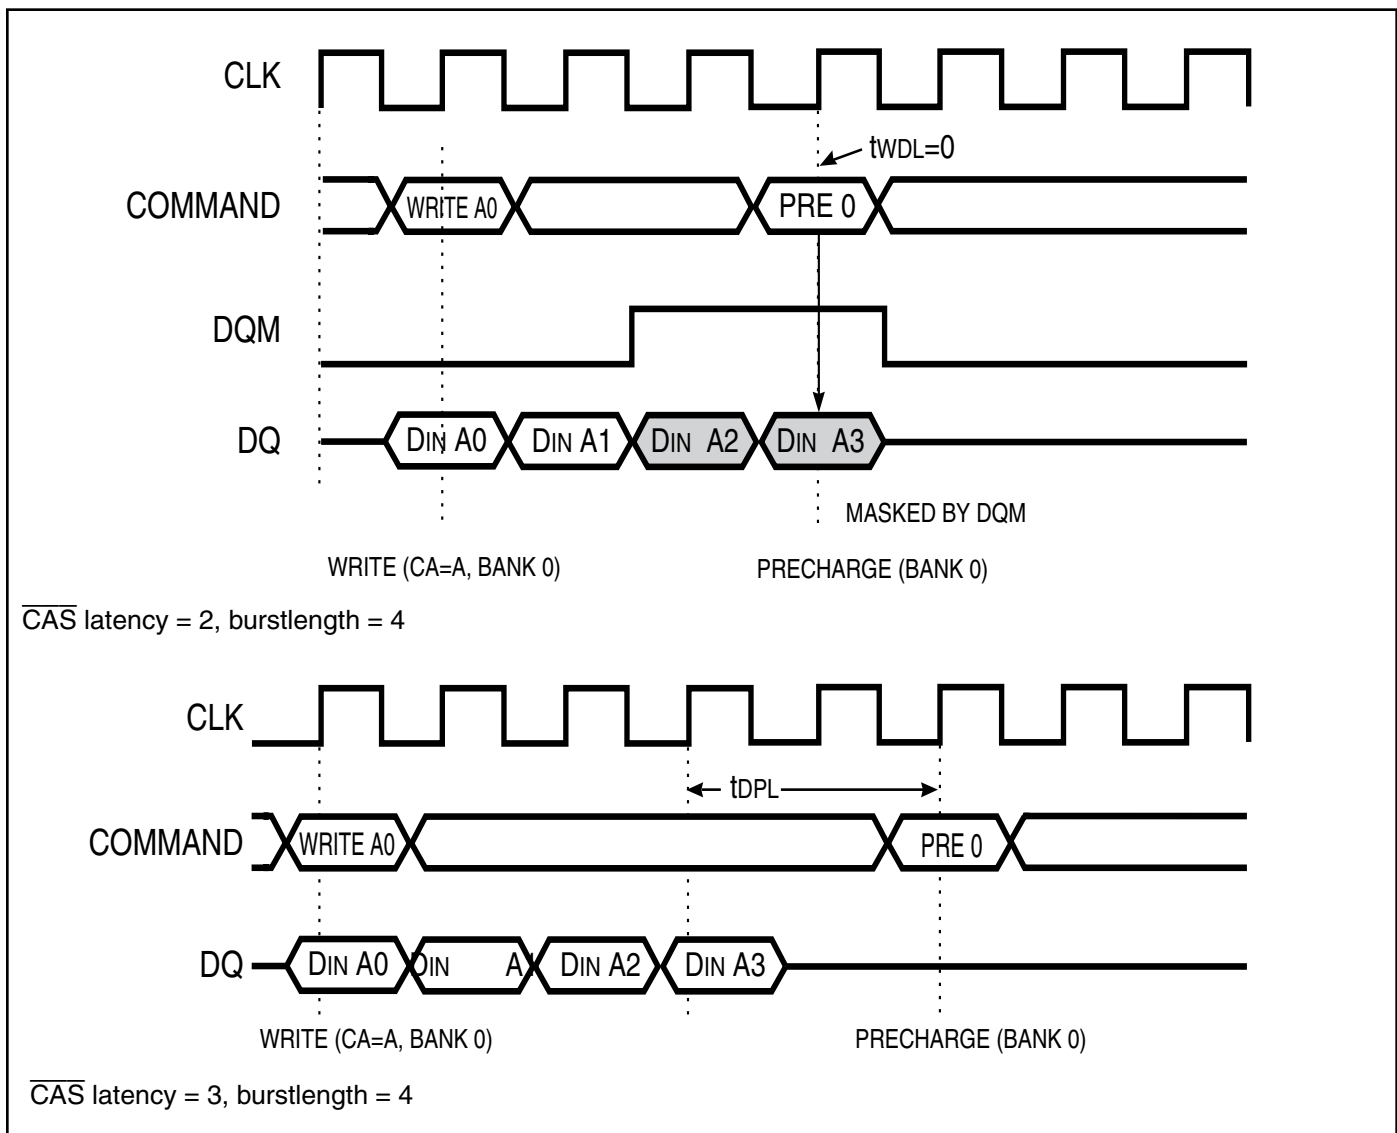 CLK
tWDL=0
COMMAND WRITE A0 PRE 0
DQM
DQ DIN A0 DIN A1 DIN A2 DIN A3
MASKED BY DQM
WRITE (CA=A, BANK 0) PRECHARGE (BANK 0)
CAS latency = 2, burstlength = 4
CLK
tDPL
COMMAND WRITE A0 PRE 0
DQ DIN A0 DIN A1 DIN A2 DIN A3
WRITE (CA=A, BANK 0) PRECHARGE (BANK 0)
CAS latency = 3, burstlength = 4